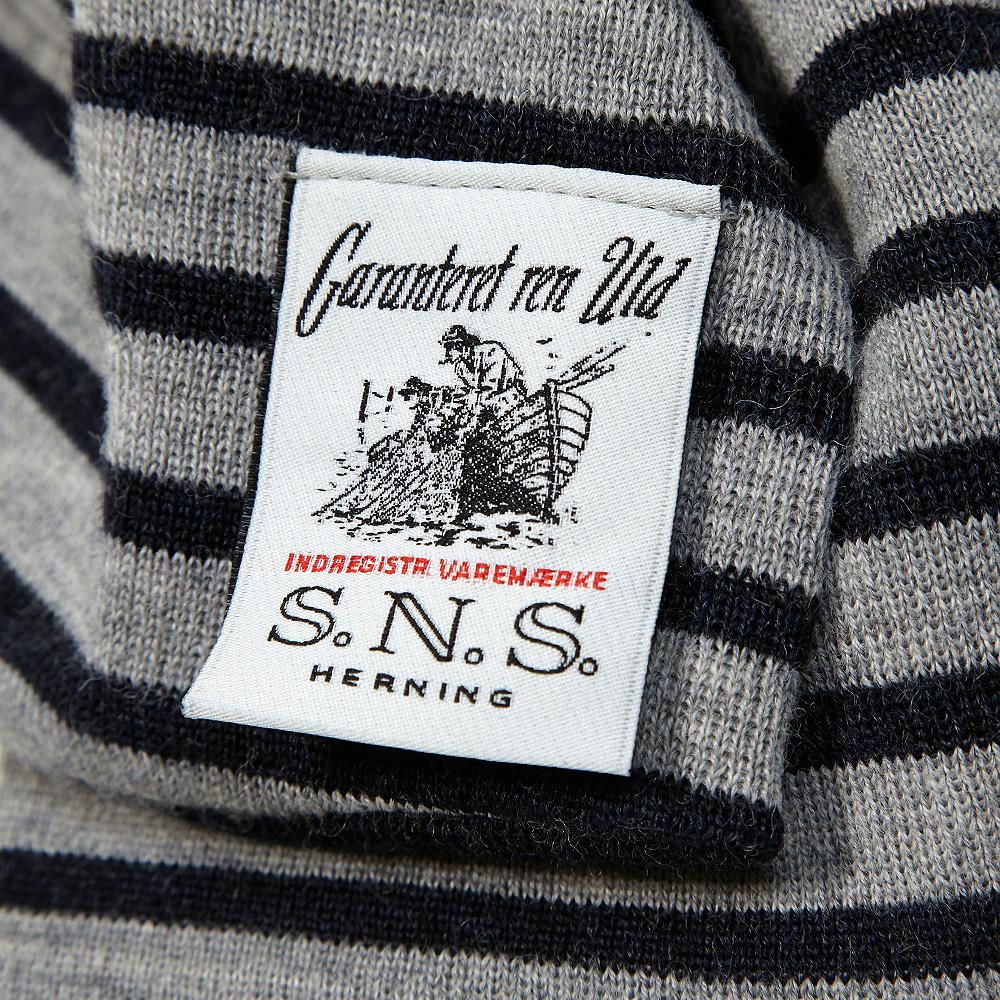 Garanteret ren Uld
INDREGISTR. VAREMÆRKE
S.N.S.
HERNING